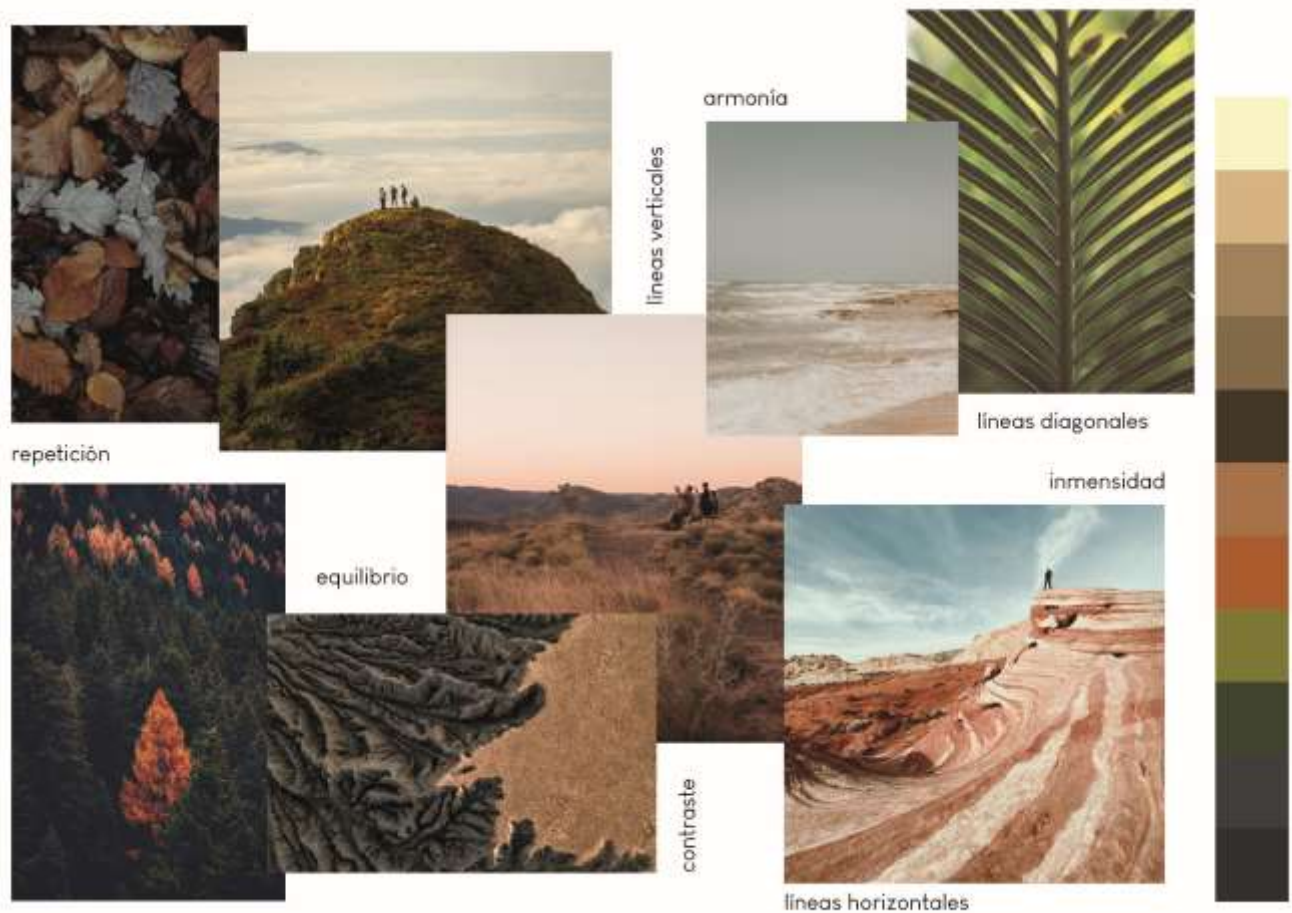 armonía
líneas verticales
líneas diagonales
repetición
inmensidad
equilibrio
contraste
líneas horizontales